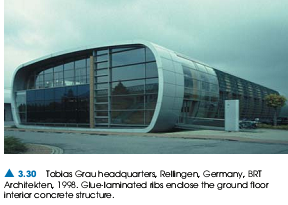 ▲ 3.30 Tobias Grau headquarters, Rellingen, Germany, BRT
Architekten, 1998. Glue-laminated ribs enclose the ground floor
interior concrete structure.